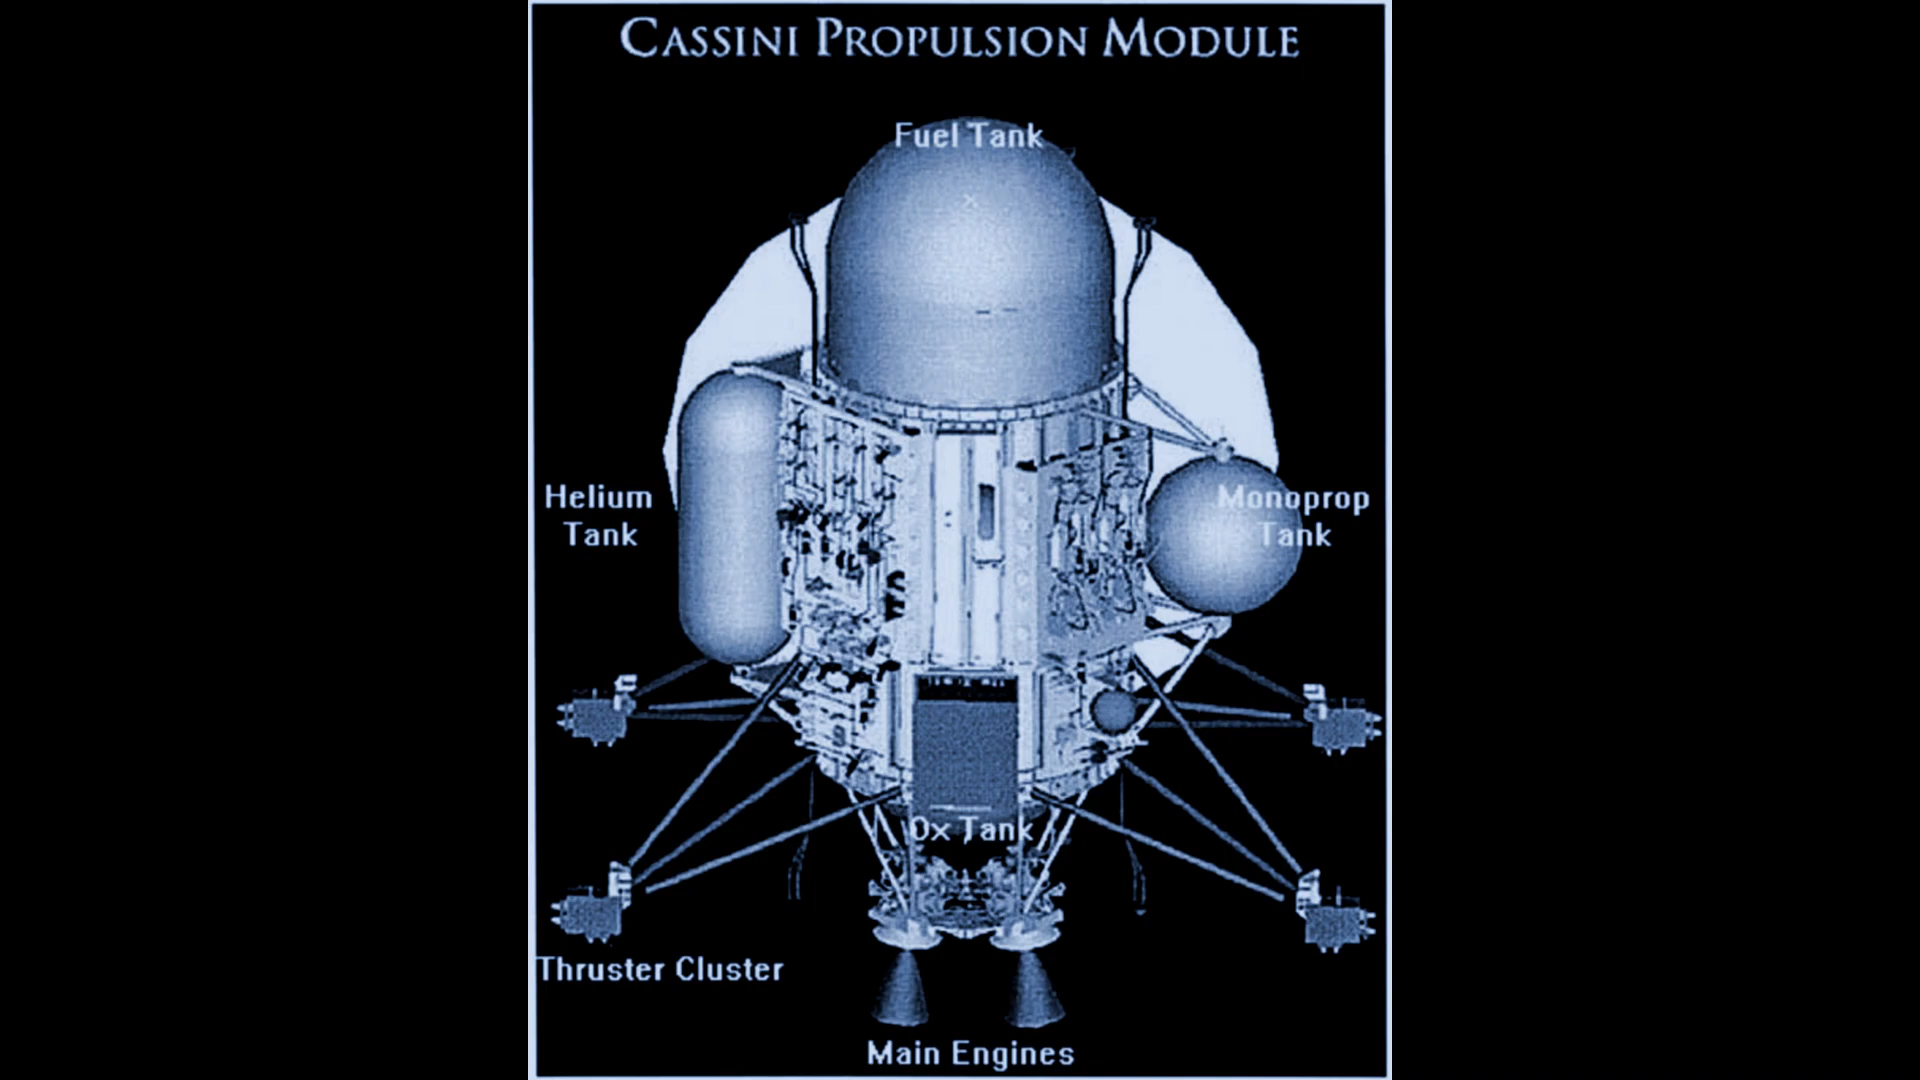 CASSINI PROPULSION MODULE
Fuel Tank
Helium
Tank
Monoprop
Tank
Ox Tank
Thruster Cluster
Main Engines